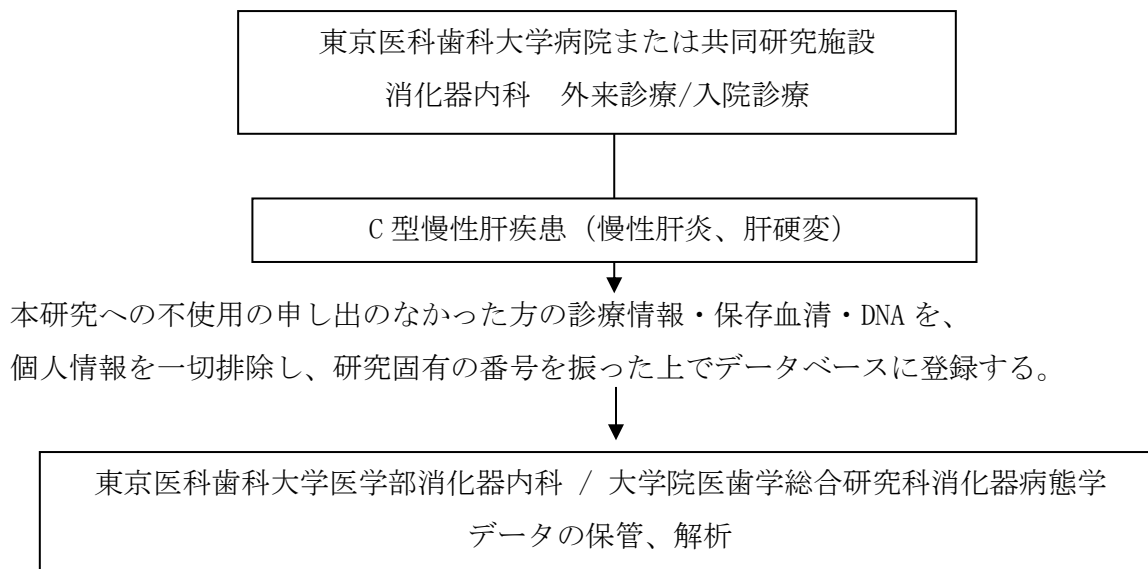 東京医科歯科大学病院または共同研究施設
消化器内科　外来診療/入院診療
C 型慢性肝疾患（慢性肝炎、肝硬変）
本研究への不使用の申し出のなかった方の診療情報・保存血清・DNA を、
個人情報を一切排除し、研究固有の番号を振った上でデータベースに登録する。
東京医科歯科大学医学部消化器内科 / 大学院医歯学総合研究科消化器病態学
データの保管、解析